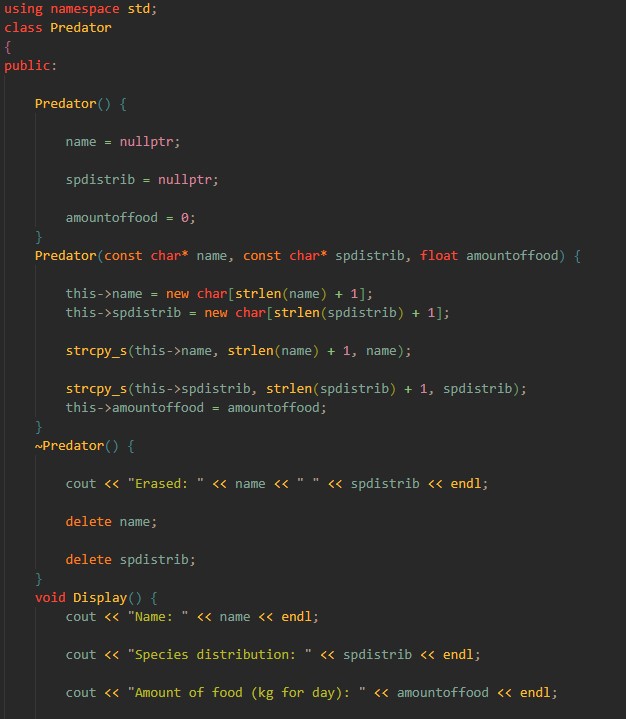 using namespace std;
class Predator
{
public:
Predator() {
name = nullptr;
spdistrib = nullptr;
amountoffood = 0;
}
Predator(const char* name, const char* spdistrib, float amountoffood) {
this->name = new char[strlen(name) + 1];
this->spdistrib = new char[strlen(spdistrib) + 1];
strcpy_s(this->name, strlen(name) + 1, name);
strcpy_s(this->spdistrib, strlen(spdistrib) + 1, spdistrib);
this->amountoffood = amountoffood;
}
~Predator() {
cout << "Erased: " << name << " " << spdistrib << endl;
delete name;
delete spdistrib;
}
void Display() {
cout << "Name: " << name << endl;
cout << "Species distribution: " << spdistrib << endl;
cout << "Amount of food (kg for day): " << amountoffood << endl;